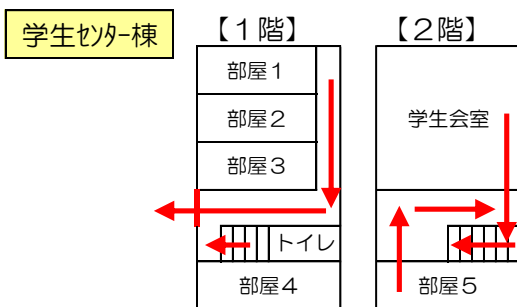 学生ｾﾝﾀｰ棟
【１階】
【２階】
部屋１
部屋２
部屋３
トイレ
部屋４
学生会室
部屋５